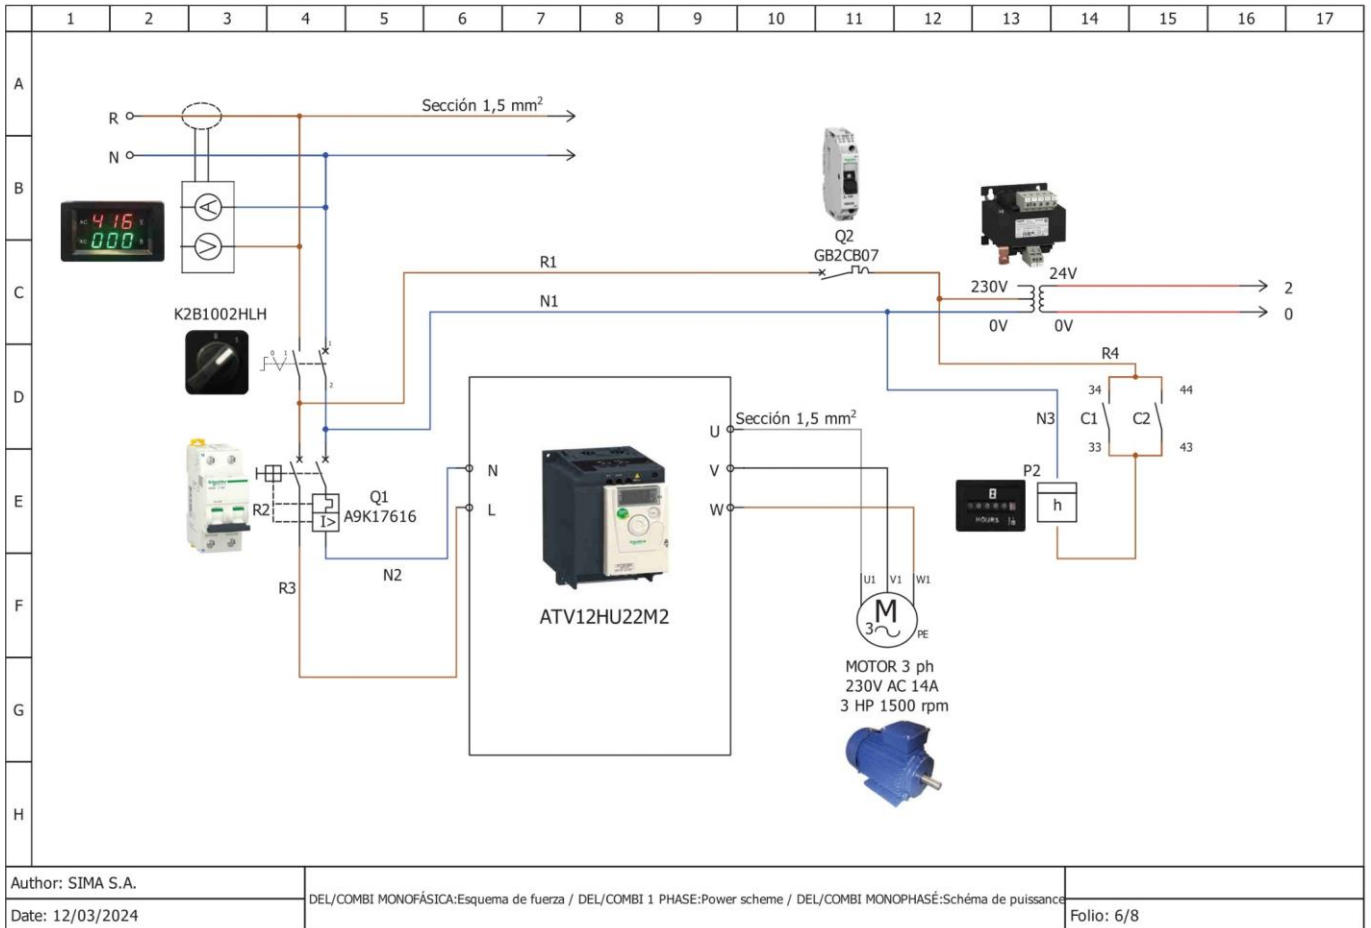 1 2 3 4 5 6 7 8 9 10 11 12 13 14 15 16 17
A
B
C
D
E
F
G
H
R
Sección 1,5 mm²
N
A
V
416
000
K2B1002HLH
0 1
1
2
R1
N1
Q2
GB2CB07
230V
24V
2
0V
0V
0
R4
34
44
N3
C1
C2
33
43
P2
h
HOURS
R2
I>
Q1
A9K17616
N2
R3
N
L
U
V
W
Sección 1,5 mm²
ATV12HU22M2
U1
V1
W1
M
3
PE
MOTOR 3 ph
230V AC 14A
3 HP 1500 rpm
Author: SIMA S.A.
Date: 12/03/2024
DEL/COMBI MONOFÁSICA:Esquema de fuerza / DEL/COMBI 1 PHASE:Power scheme / DEL/COMBI MONOPHASÉ:Schéma de puissance
Folio: 6/8